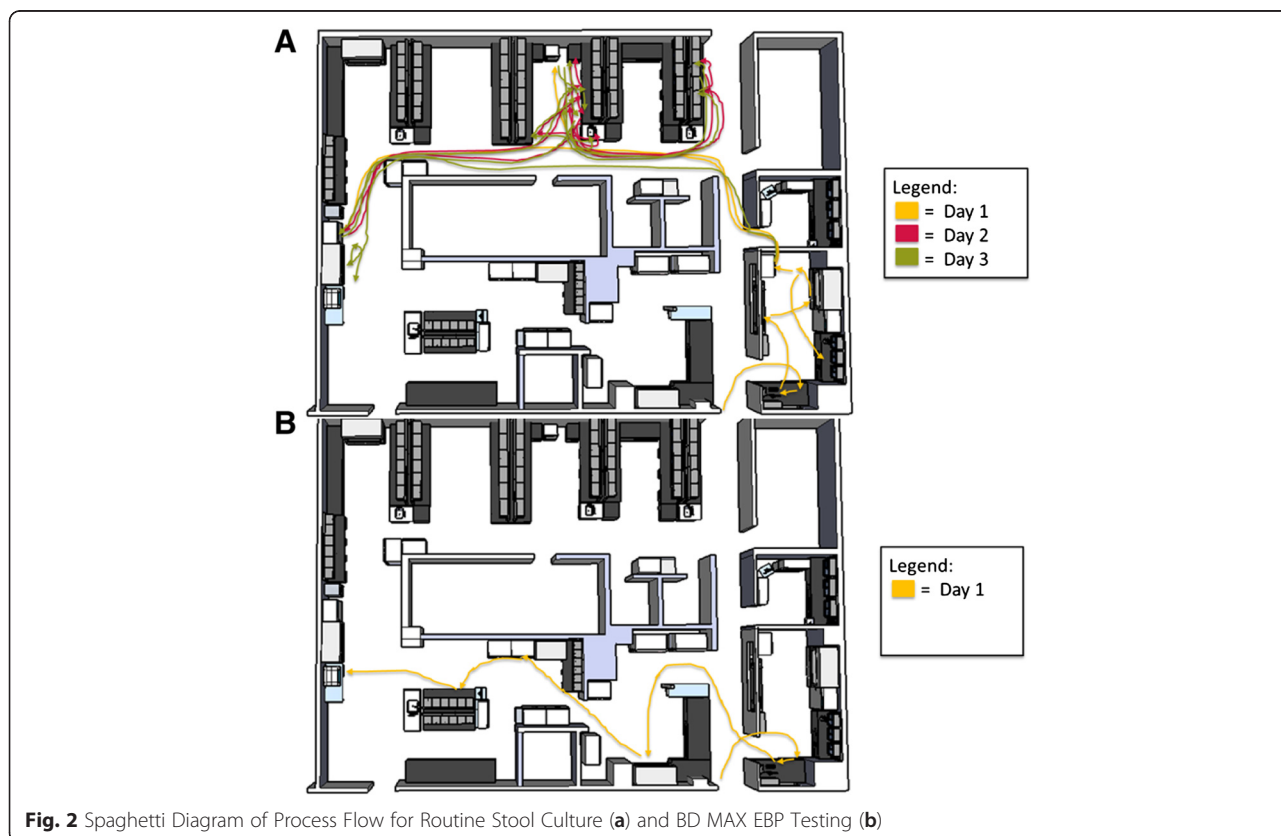 A
Legend:
= Day 1
= Day 2
= Day 3
B
Legend:
= Day 1
Fig. 2 Spaghetti Diagram of Process Flow for Routine Stool Culture (a) and BD MAX EBP Testing (b)